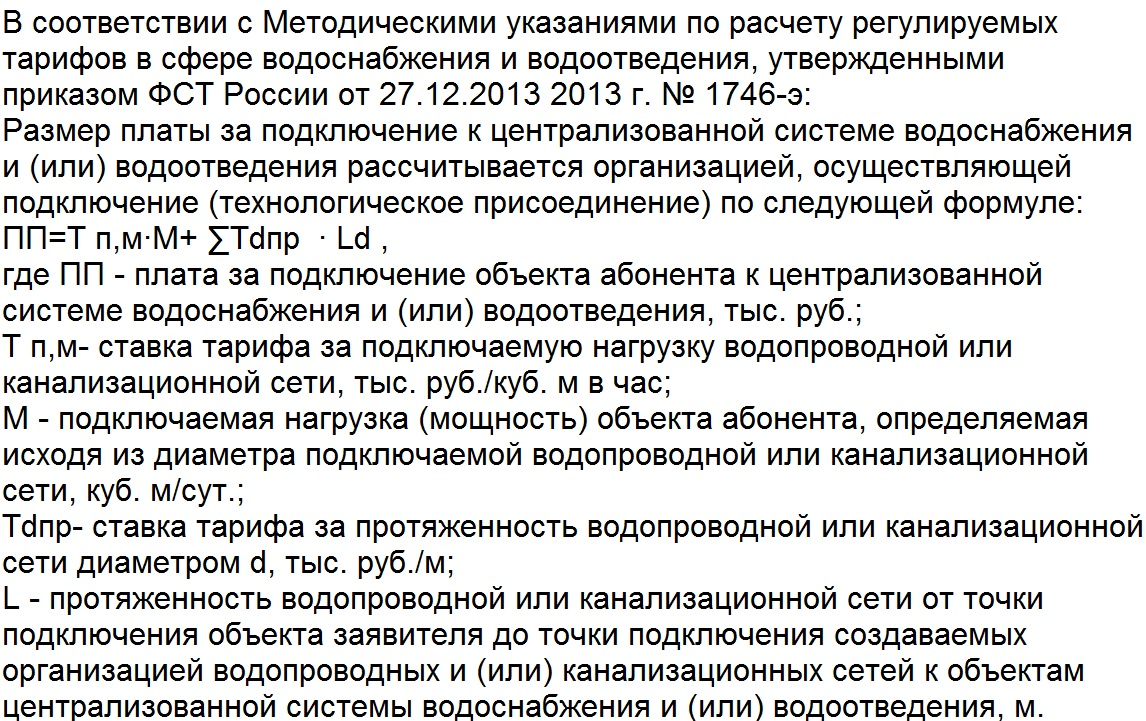 В соответствии с Методическими указаниями по расчету регулируемых
тарифов в сфере водоснабжения и водоотведения, утвержденными
приказом ФСТ России от 27.12.2013 2013 г. № 1746-э:
Размер платы за подключение к централизованной системе водоснабжения
и (или) водоотведения рассчитывается организацией, осуществляющей
подключение (технологическое присоединение) по следующей формуле:
ПП=Т п,м·М+ ∑Тdпр · Ld ,
где ПП - плата за подключение объекта абонента к централизованной
системе водоснабжения и (или) водоотведения, тыс. руб.;
Т п,м- ставка тарифа за подключаемую нагрузку водопроводной или
канализационной сети, тыс. руб./куб. м в час;
М - подключаемая нагрузка (мощность) объекта абонента, определяемая
исходя из диаметра подключаемой водопроводной или канализационной
сети, куб. м/сут.;
Тdпр- ставка тарифа за протяженность водопроводной или канализационной
сети диаметром d, тыс. руб./м;
L - протяженность водопроводной или канализационной сети от точки
подключения объекта заявителя до точки подключения создаваемых
организацией водопроводных и (или) канализационных сетей к объектам
централизованной системы водоснабжения и (или) водоотведения, м.